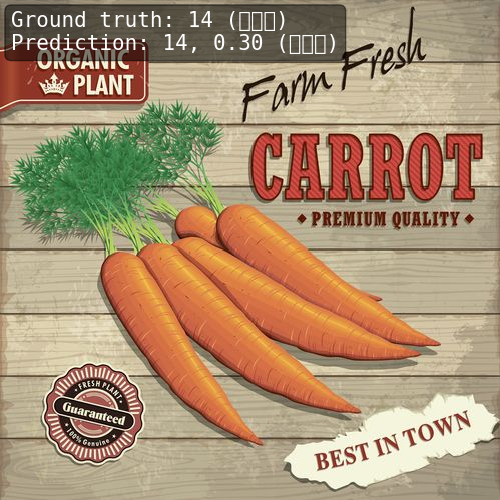 Ground truth: 14 (□□□)
Prediction: 14, 0.30 (□□□)
ORGANIC
PLANT
Farm Fresh
CARROT
PREMIUM QUALITY
FRESH PLANT
Guaranteed
100% Genuine
BEST IN TOWN